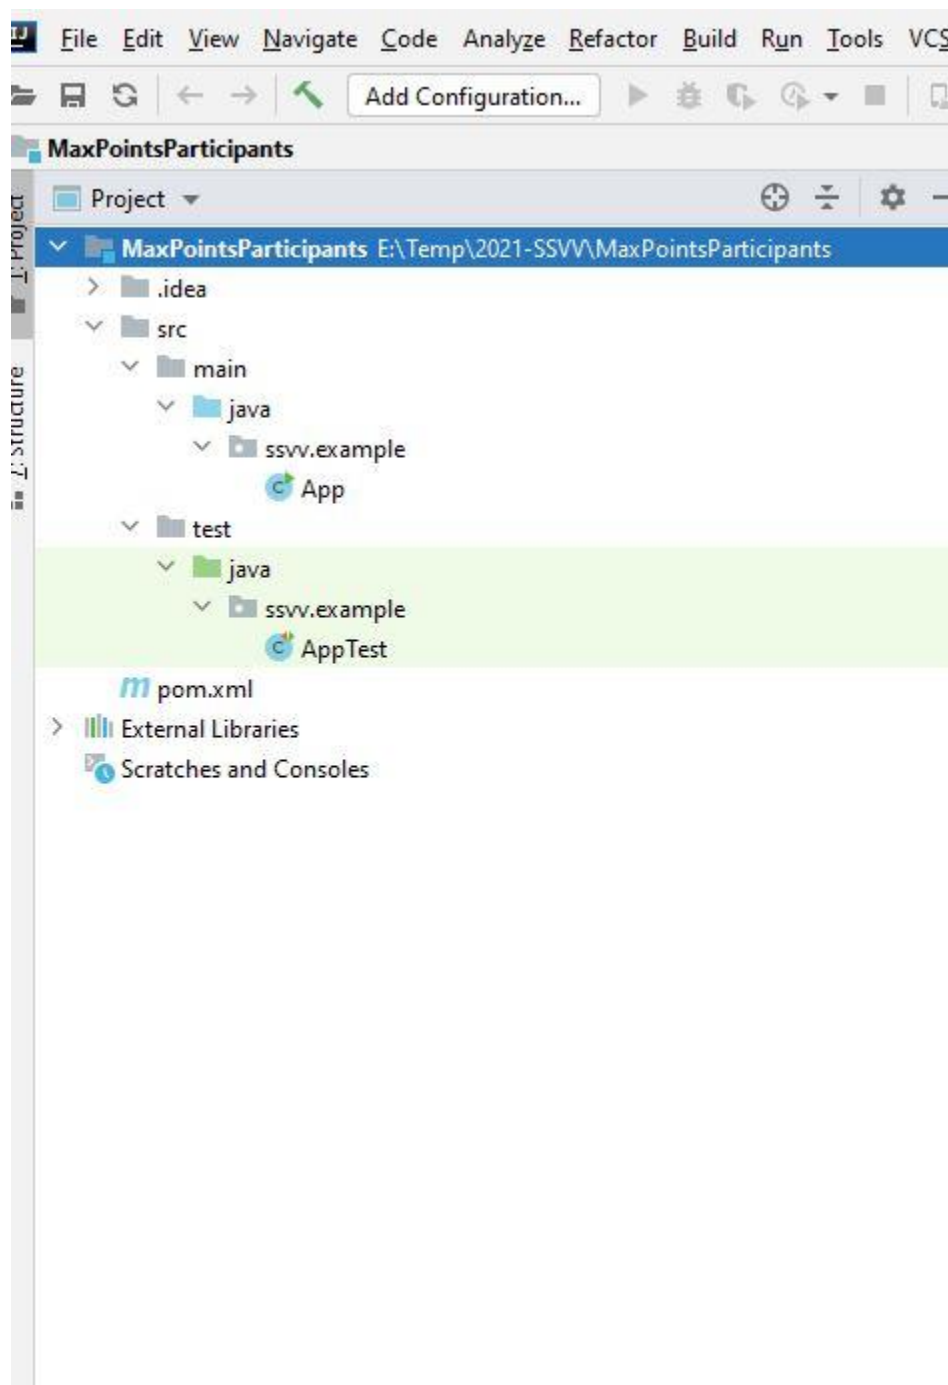 IJ File Edit View Navigate Code Analyze Refactor Build Run Tools VCS
Add Configuration...
MaxPointsParticipants
1: Project
Project
MaxPointsParticipants E:\Temp\2021-SSVV\MaxPointsParticipants
.idea
src
main
java
ssvv.example
C App
test
java
ssvv.example
C AppTest
m pom.xml
External Libraries
Scratches and Consoles
7: Structure